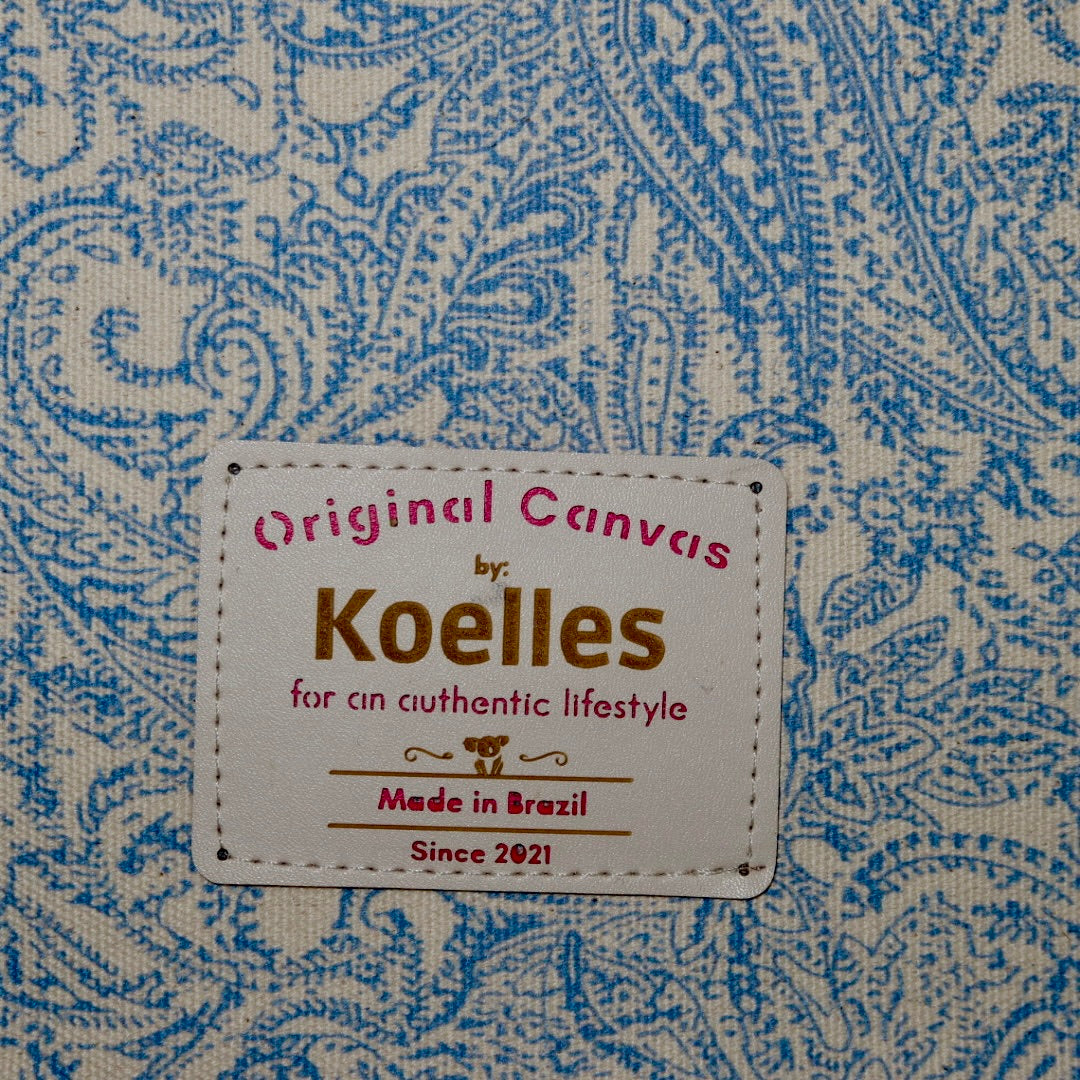 Original Canvas
by:
Koelles
for an authentic lifestyle
Made in Brazil
Since 2021